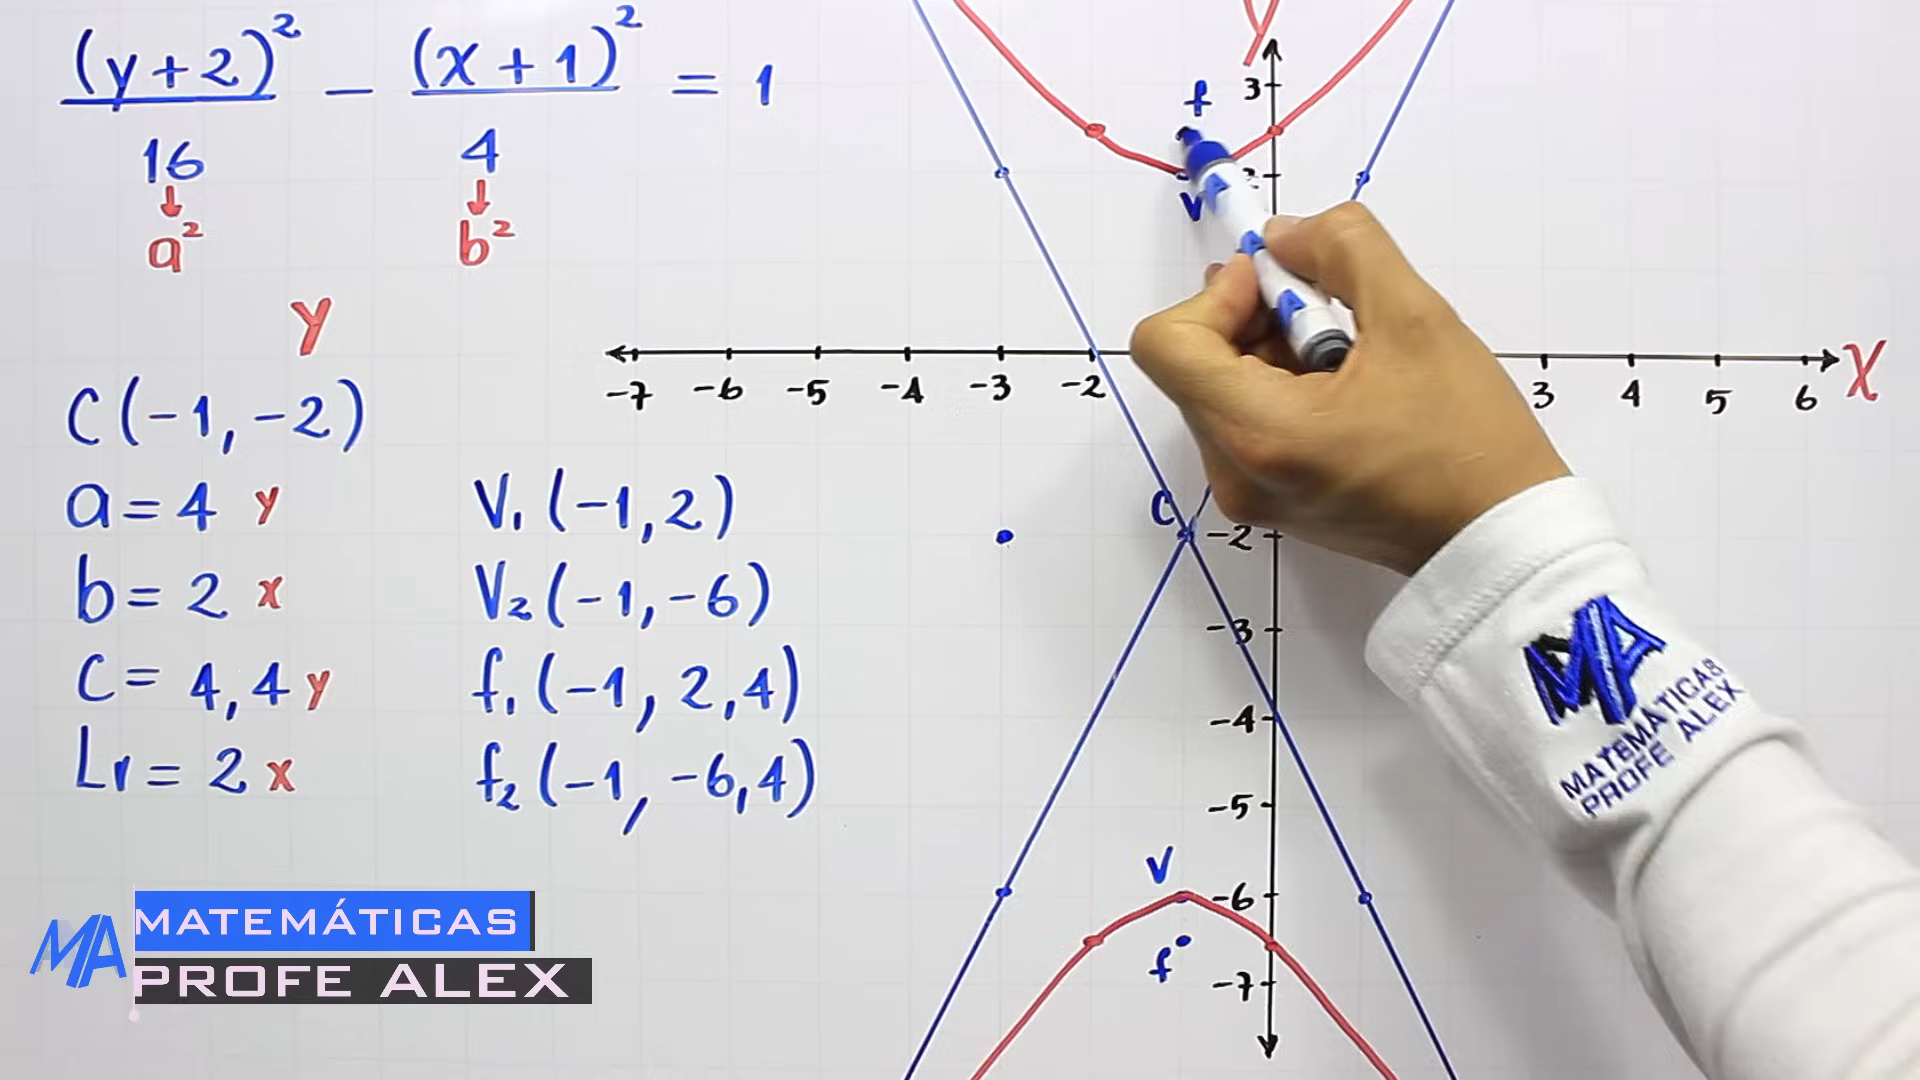 (y+2)² − (x+1)² = 1
16 4
a² b²
y
C(-1,-2)
a = 4 y
b = 2 x
c = 4,4 y
Lr = 2 x
V₁(-1,2)
V₂(-1,-6)
f₁(-1, 2,4)
f₂(-1, -6,4)
y
3
f
V
-7 -6 -5 -4 -3 -2 3 4 5 6 x
C
-2
-3
-4
-5
V
-6
f
-7
MA
MATEMÁTICAS
PROFE ALEX
MA
MATEMÁTICAS
PROFE ALEX